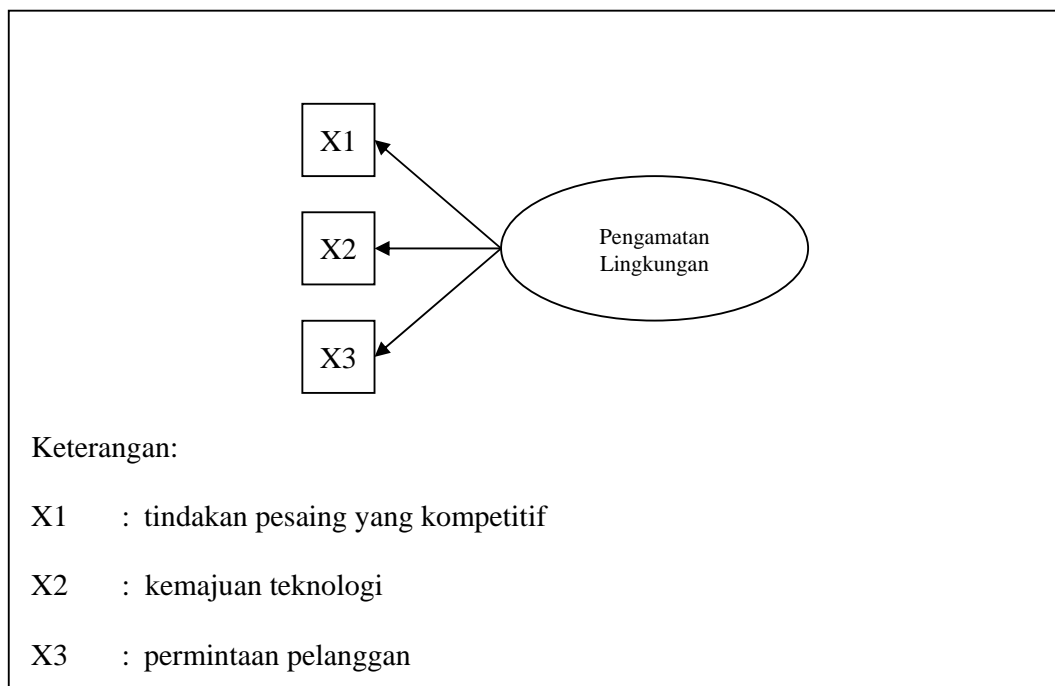 X1
X2
Pengamatan
Lingkungan
X3
Keterangan:
X1 : tindakan pesaing yang kompetitif
X2 : kemajuan teknologi
X3 : permintaan pelanggan